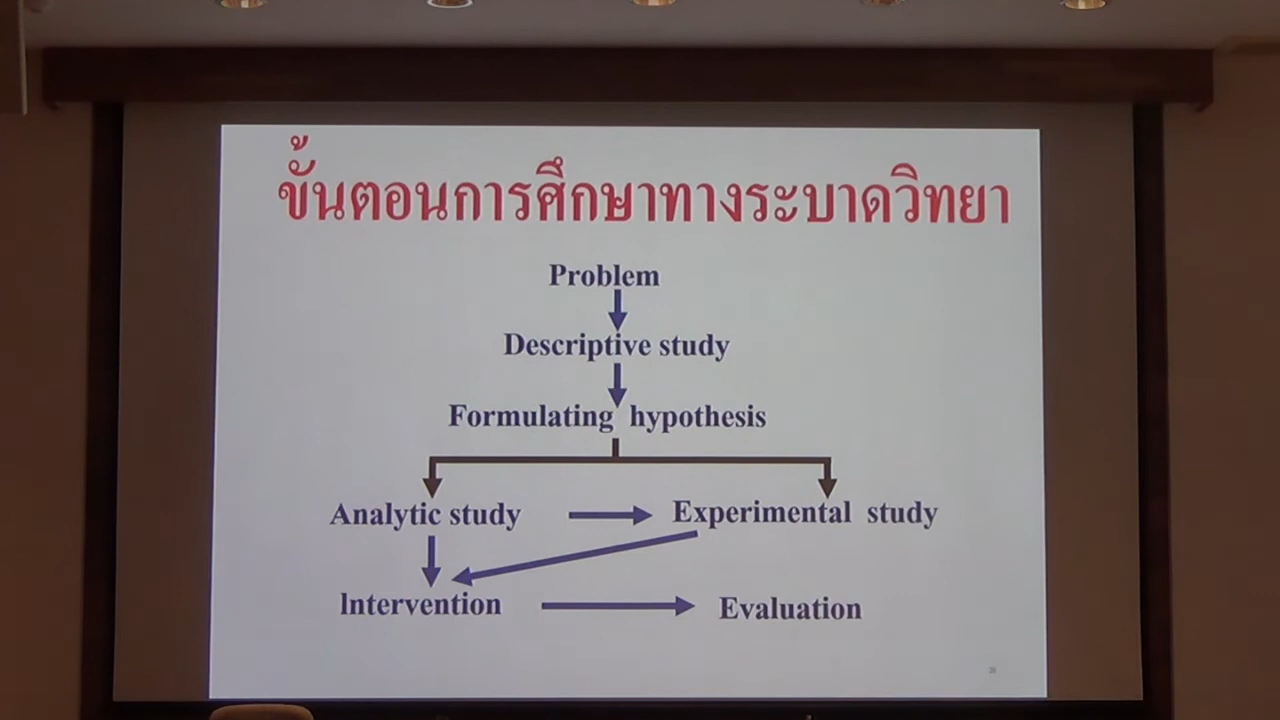 ขั้นตอนการศึกษาทางระบาดวิทยา
Problem
Descriptive study
Formulating hypothesis
Analytic study
Experimental study
Intervention
Evaluation